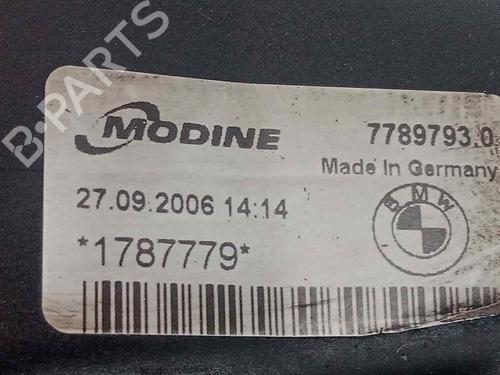 MODINE
7789793.0
Made In Germany
27.09.2006 14:14
BMW
*1787779*
B-PARTS